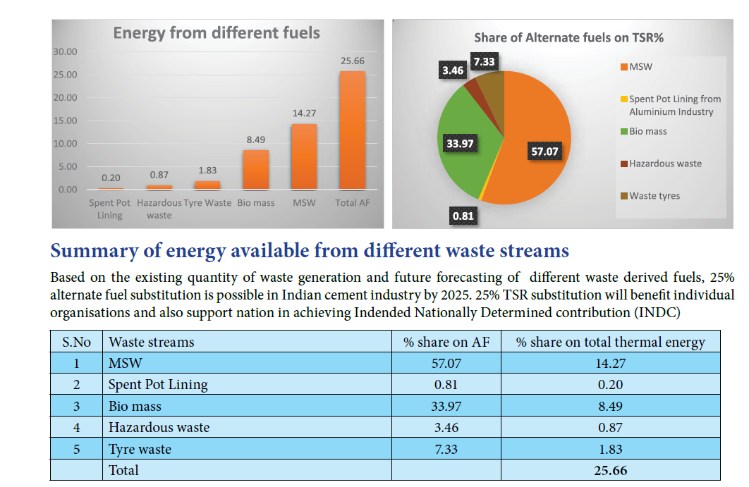 Energy from different fuels
30.00
25.00
20.00
15.00
10.00
5.00
0.00
0.20
0.87
1.83
8.49
14.27
25.66
Spent Pot Hazardous Tyre Waste Bio mass MSW Total AF
Lining waste
Share of Alternate fuels on TSR%
3.46
7.33
33.97
57.07
0.81
MSW
Spent Pot Lining from
Aluminium Industry
Bio mass
Hazardous waste
Waste tyres
Summary of energy available from different waste streams
Based on the existing quantity of waste generation and future forecasting of different waste derived fuels, 25%
alternate fuel substitution is possible in Indian cement industry by 2025. 25% TSR substitution will benefit individual
organisations and also support nation in achieving Indended Nationally Determined contribution (INDC)
S.No Waste streams % share on AF % share on total thermal energy
1 MSW 57.07 14.27
2 Spent Pot Lining 0.81 0.20
3 Bio mass 33.97 8.49
4 Hazardous waste 3.46 0.87
5 Tyre waste 7.33 1.83
Total 25.66